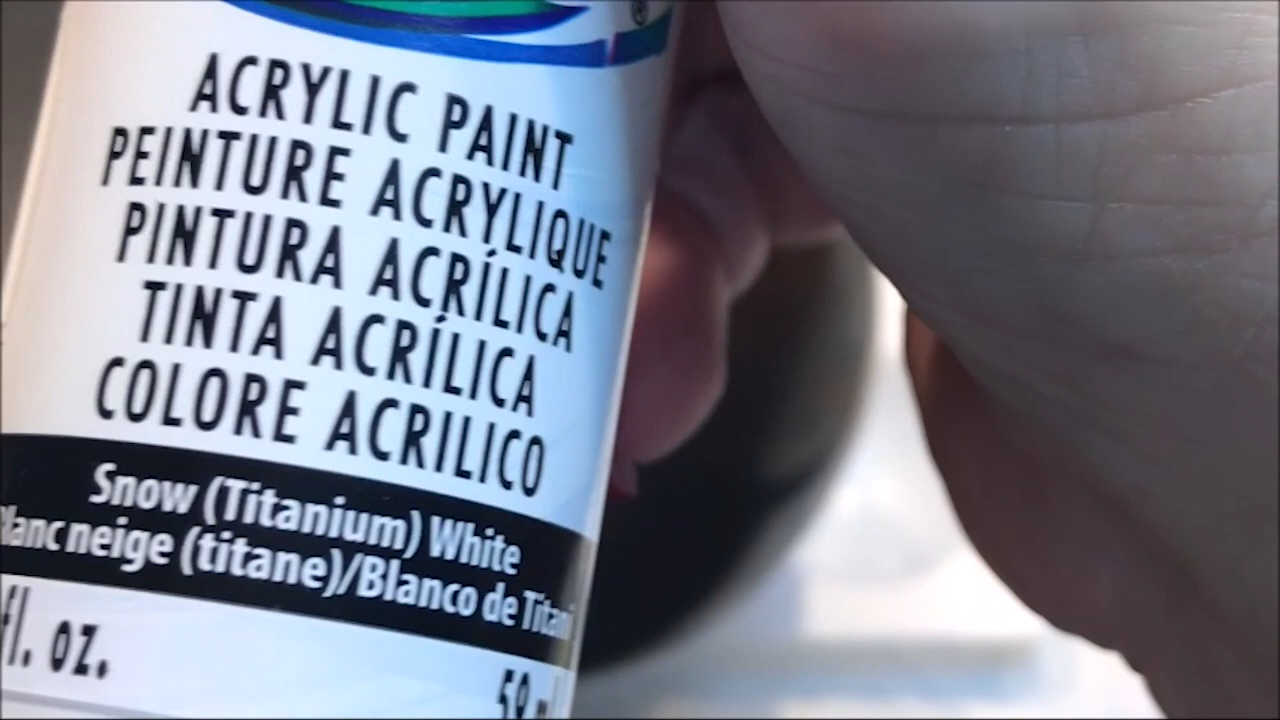 ®
ACRYLIC PAINT
PEINTURE ACRYLIQUE
PINTURA ACRÍLICA
TINTA ACRÍLICA
COLORE ACRILICO
Snow (Titanium) White
neige (titane)/Blanco de
fl. oz.